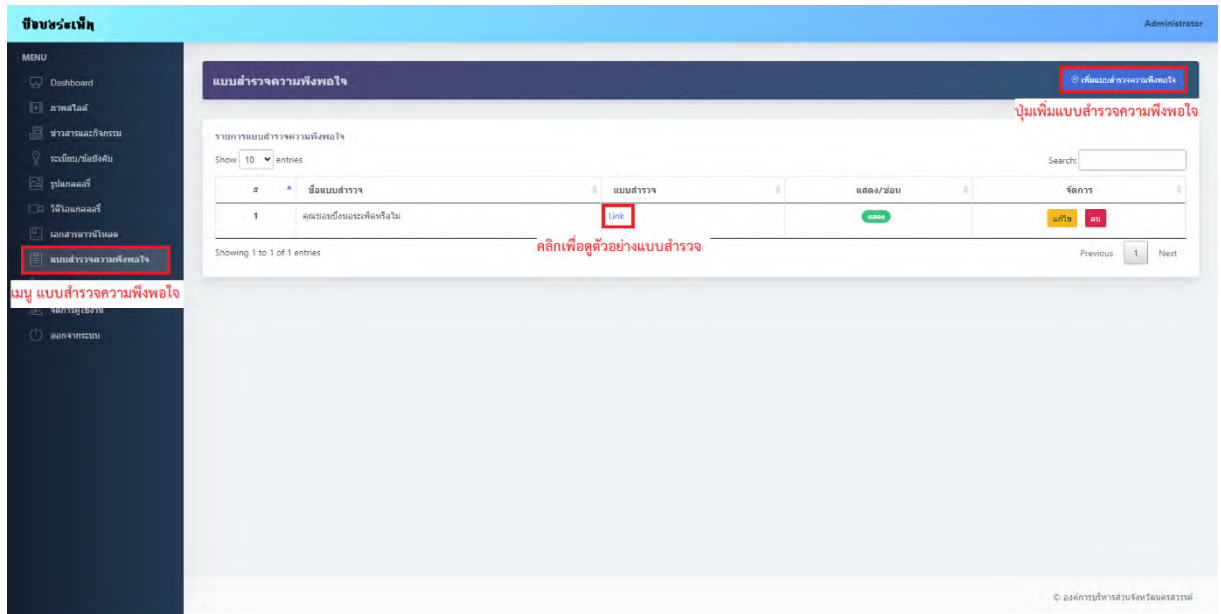 บึงบอระเพ็ด
Administrator
MENU
Dashboard
ภาพสไลด์
ข่าวสารและกิจกรรม
ระเบียบ/ข้อบังคับ
รูปแกลลอรี่
วิดีโอแกลลอรี่
เอกสารดาวน์โหลด
แบบสำรวจความพึงพอใจ
เมนู แบบสำรวจความพึงพอใจ
จัดการผู้ใช้งาน
ออกจากระบบ
แบบสำรวจความพึงพอใจ
เพิ่มแบบสำรวจความพึงพอใจ
ปุ่มเพิ่มแบบสำรวจความพึงพอใจ
รายการแบบสำรวจความพึงพอใจ
Show 10 entries
Search:
# ชื่อแบบสำรวจ แบบสำรวจ แสดง/ซ่อน จัดการ
1 คุณชอบบึงบอระเพ็ดหรือไม่ Link แสดง แก้ไข ลบ
คลิกเพื่อดูตัวอย่างแบบสำรวจ
Showing 1 to 1 of 1 entries
Previous 1 Next
© องค์การบริหารส่วนจังหวัดนครสวรรค์